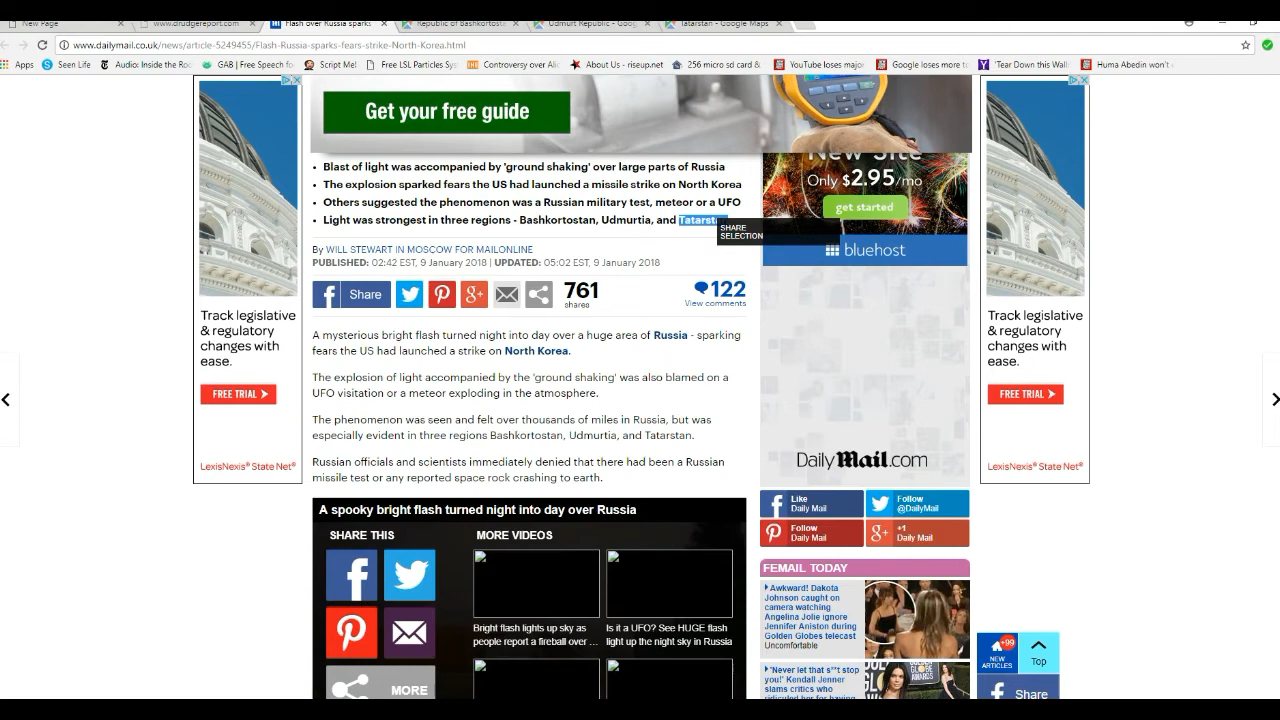 New Page
www.drudgereport.com
Flash over Russia sparks
Republic of Bashkortosta
Udmurt Republic - Goog
Tatarstan - Google Maps
www.dailymail.co.uk/news/article-5249455/Flash-Russia-sparks-fears-strike-North-Korea.html
Apps
Seen Life
Audio: Inside the Ro
GAB | Free Speech fo
Script Me!
Free LSL Particles Sys
Controversy over Alic
About Us - riseup.net
256 micro sd card &
YouTube loses major
Google loses more to
'Tear Down this Wall
Huma Abedin won't
Get your free guide
New Site
Only $2.95/mo
get started
bluehost
Blast of light was accompanied by 'ground shaking' over large parts of Russia
The explosion sparked fears the US had launched a missile strike on North Korea
Others suggested the phenomenon was a Russian military test, meteor or a UFO
Light was strongest in three regions - Bashkortostan, Udmurtia, and Tatarsta
SHARE
SELECTION
By WILL STEWART IN MOSCOW FOR MAILONLINE
PUBLISHED: 02:42 EST, 9 January 2018 | UPDATED: 05:02 EST, 9 January 2018
Share
761
shares
122
View comments
A mysterious bright flash turned night into day over a huge area of Russia - sparking
fears the US had launched a strike on North Korea.
The explosion of light accompanied by the 'ground shaking' was also blamed on a
UFO visitation or a meteor exploding in the atmosphere.
The phenomenon was seen and felt over thousands of miles in Russia, but was
especially evident in three regions Bashkortostan, Udmurtia, and Tatarstan.
Russian officials and scientists immediately denied that there had been a Russian
missile test or any reported space rock crashing to earth.
A spooky bright flash turned night into day over Russia
SHARE THIS
MORE VIDEOS
Bright flash lights up sky as
people report a fireball over ...
Is it a UFO? See HUGE flash
light up the night sky in Russia
MORE
Track legislative
& regulatory
changes with
ease.
FREE TRIAL
LexisNexis® State Net®
Track legislative
& regulatory
changes with
ease.
FREE TRIAL
LexisNexis® State Net®
Daily Mail.com
Like
Daily Mail
Follow
@DailyMail
Follow
Daily Mail
+1
Daily Mail
FEMAIL TODAY
Awkward! Dakota
Johnson caught on
camera watching
Angelina Jolie ignore
Jennifer Aniston during
Golden Globes telecast
Uncomfortable
'Never let that s**t stop
you!' Kendall Jenner
slams critics who
ridiculed her for having
+99
NEW
ARTICLES
Top
Share